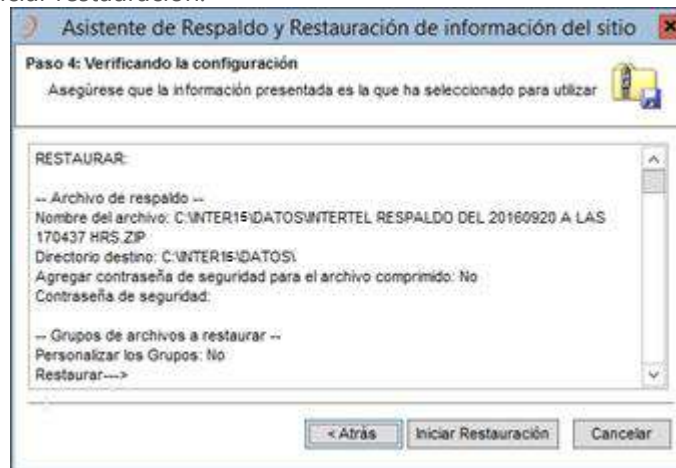 iniciar restauración.
Asistente de Respaldo y Restauración de información del sitio
Paso 4: Verificando la configuración
Asegúrese que la información presentada es la que ha seleccionado para utilizar
RESTAURAR:
-- Archivo de respaldo --
Nombre del archivo: C:\INTER15\DATOS\INTERTEL RESPALDO DEL 20160920 A LAS
170437 HRS.ZIP
Directorio destino: C:\INTER15\DATOS\
Agregar contraseña de seguridad para el archivo comprimido: No
Contraseña de seguridad:
-- Grupos de archivos a restaurar --
Personalizar los Grupos: No
Restaurar---->
< Atrás
Iniciar Restauración
Cancelar